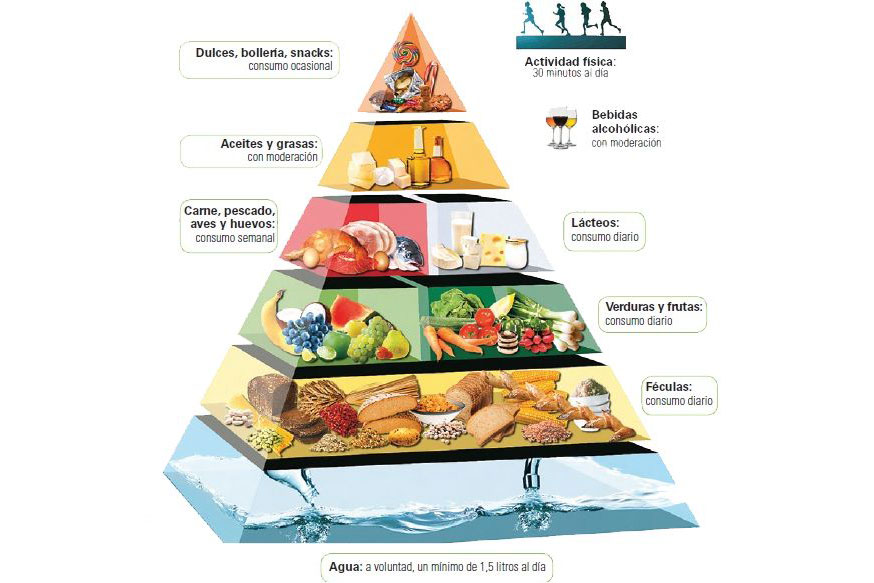 Dulces, bollería, snacks:
consumo ocasional
Actividad física:
30 minutos al día
Bebidas
alcohólicas:
con moderación
Aceites y grasas:
con moderación
Carne, pescado,
aves y huevos:
consumo semanal
Lácteos:
consumo diario
Verduras y frutas:
consumo diario
Féculas:
consumo diario
Agua: a voluntad, un mínimo de 1,5 litros al día